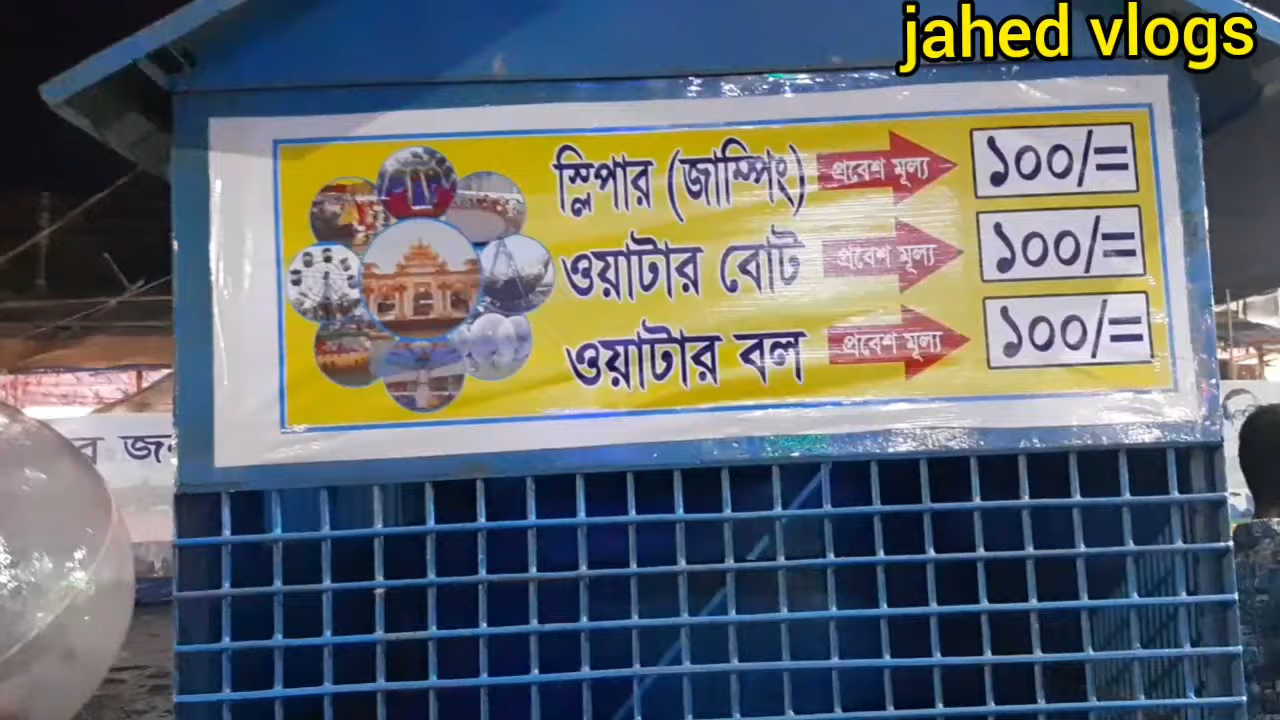 jahed vlogs
স্লিপার (জাম্পিং) প্রবেশ মূল্য ১০০/=
ওয়াটার বোট প্রবেশ মূল্য ১০০/=
ওয়াটার বল প্রবেশ মূল্য ১০০/=